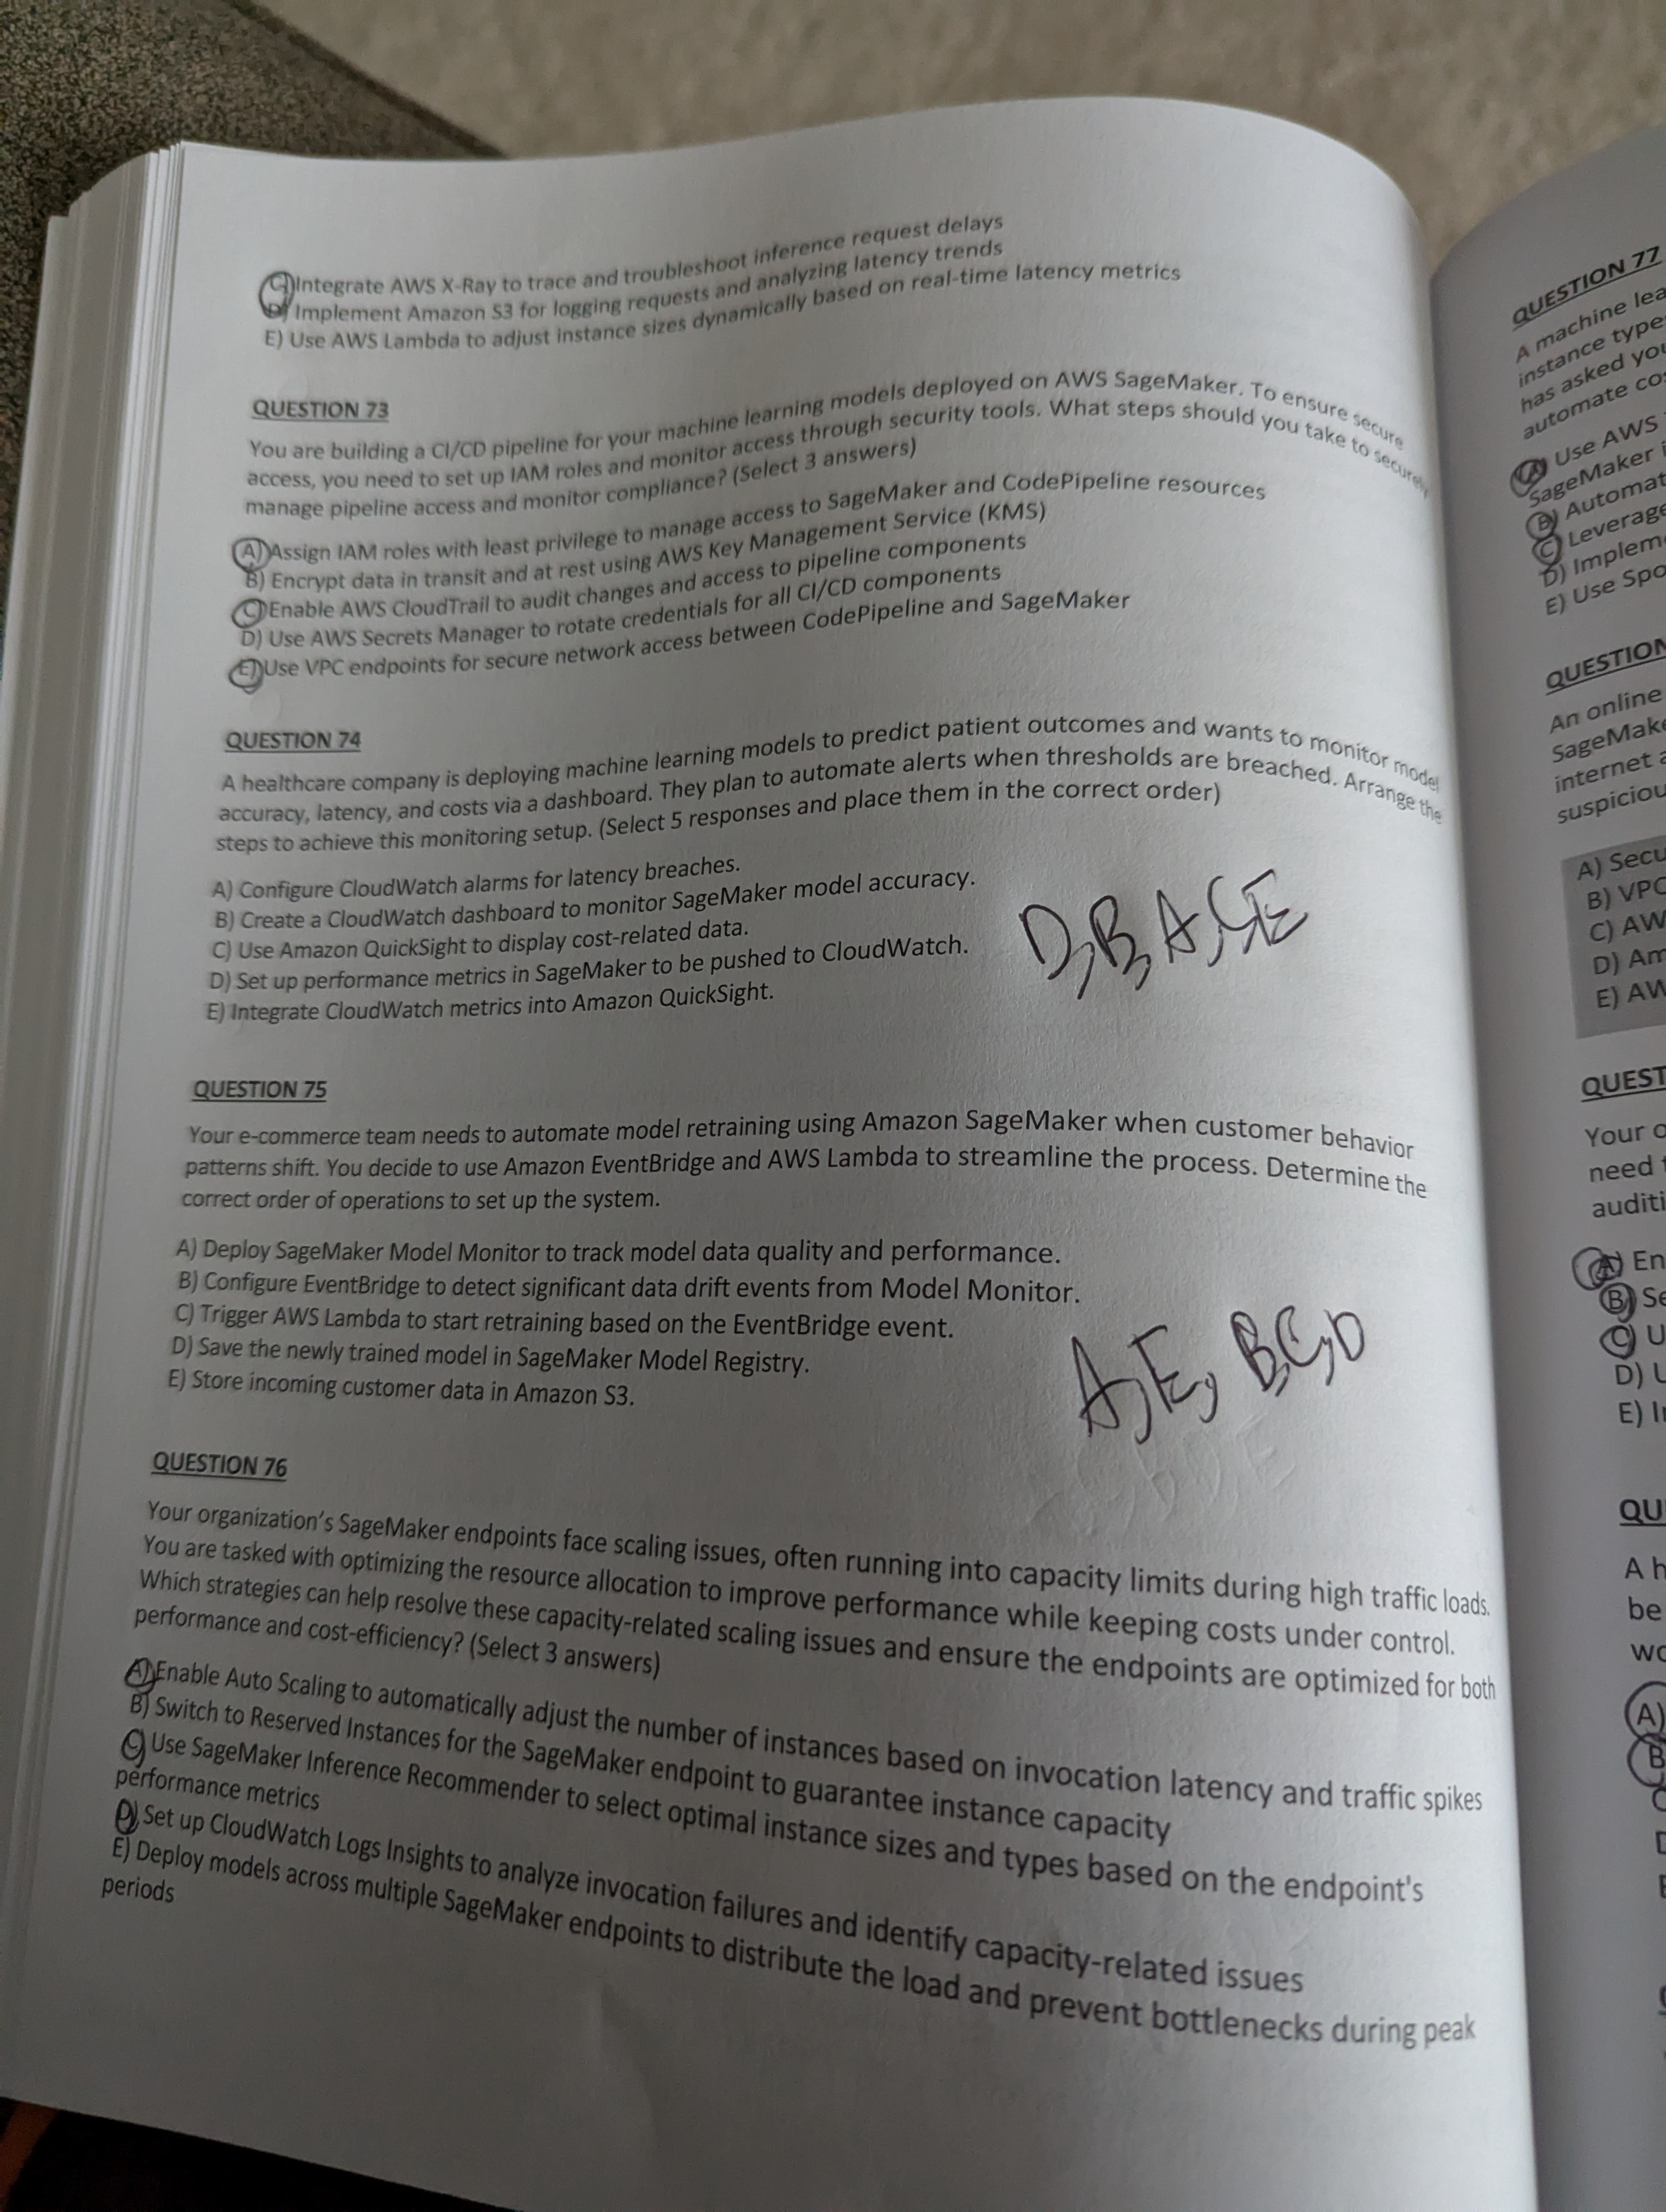 C) Integrate AWS X-Ray to trace and troubleshoot inference request delays
D) Implement Amazon S3 for logging requests and analyzing latency trends
E) Use AWS Lambda to adjust instance sizes dynamically based on real-time latency metrics
QUESTION 73
You are building a CI/CD pipeline for your machine learning models deployed on AWS SageMaker. To ensure secure
access, you need to set up IAM roles and monitor access through security tools. What steps should you take to securely
manage pipeline access and monitor compliance? (Select 3 answers)
A) Assign IAM roles with least privilege to manage access to SageMaker and CodePipeline resources
B) Encrypt data in transit and at rest using AWS Key Management Service (KMS)
C) Enable AWS CloudTrail to audit changes and access to pipeline components
D) Use AWS Secrets Manager to rotate credentials for all CI/CD components
E) Use VPC endpoints for secure network access between CodePipeline and SageMaker
QUESTION 74
A healthcare company is deploying machine learning models to predict patient outcomes and wants to monitor model
accuracy, latency, and costs via a dashboard. They plan to automate alerts when thresholds are breached. Arrange the
steps to achieve this monitoring setup. (Select 5 responses and place them in the correct order)
A) Configure CloudWatch alarms for latency breaches.
B) Create a CloudWatch dashboard to monitor SageMaker model accuracy.
C) Use Amazon QuickSight to display cost-related data.
D) Set up performance metrics in SageMaker to be pushed to CloudWatch.
E) Integrate CloudWatch metrics into Amazon QuickSight.
D, B, A, C, E
QUESTION 75
Your e-commerce team needs to automate model retraining using Amazon SageMaker when customer behavior
patterns shift. You decide to use Amazon EventBridge and AWS Lambda to streamline the process. Determine the
correct order of operations to set up the system.
A) Deploy SageMaker Model Monitor to track model data quality and performance.
B) Configure EventBridge to detect significant data drift events from Model Monitor.
C) Trigger AWS Lambda to start retraining based on the EventBridge event.
D) Save the newly trained model in SageMaker Model Registry.
E) Store incoming customer data in Amazon S3.
A, E, B, C, D
QUESTION 76
Your organization's SageMaker endpoints face scaling issues, often running into capacity limits during high traffic loads.
You are tasked with optimizing the resource allocation to improve performance while keeping costs under control.
Which strategies can help resolve these capacity-related scaling issues and ensure the endpoints are optimized for both
performance and cost-efficiency? (Select 3 answers)
A) Enable Auto Scaling to automatically adjust the number of instances based on invocation latency and traffic spikes
B) Switch to Reserved Instances for the SageMaker endpoint to guarantee instance capacity
C) Use SageMaker Inference Recommender to select optimal instance sizes and types based on the endpoint's
performance metrics
D) Set up CloudWatch Logs Insights to analyze invocation failures and identify capacity-related issues
E) Deploy models across multiple SageMaker endpoints to distribute the load and prevent bottlenecks during peak
periods
QUESTION 77
A machine
instance
has asked you
automate
A) Use AWS
SageMaker
B)
C) Leverage
D)
E) Use
QUESTION
An online
internet
A)
B) VPC
C)
D)
E)
Your
need
A)
B)
C)
D)
E)
A
be
A)
B